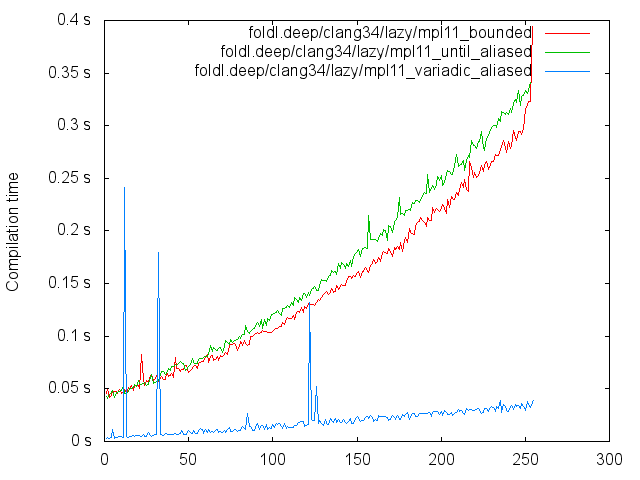 0.4 s
foldl.deep/clang34/lazy/mpl11_bounded
foldl.deep/clang34/lazy/mpl11_until_aliased
foldl.deep/clang34/lazy/mpl11_variadic_aliased
0.35 s
0.3 s
0.25 s
Compilation time
0.2 s
0.15 s
0.1 s
0.05 s
0 s
0 50 100 150 200 250 300